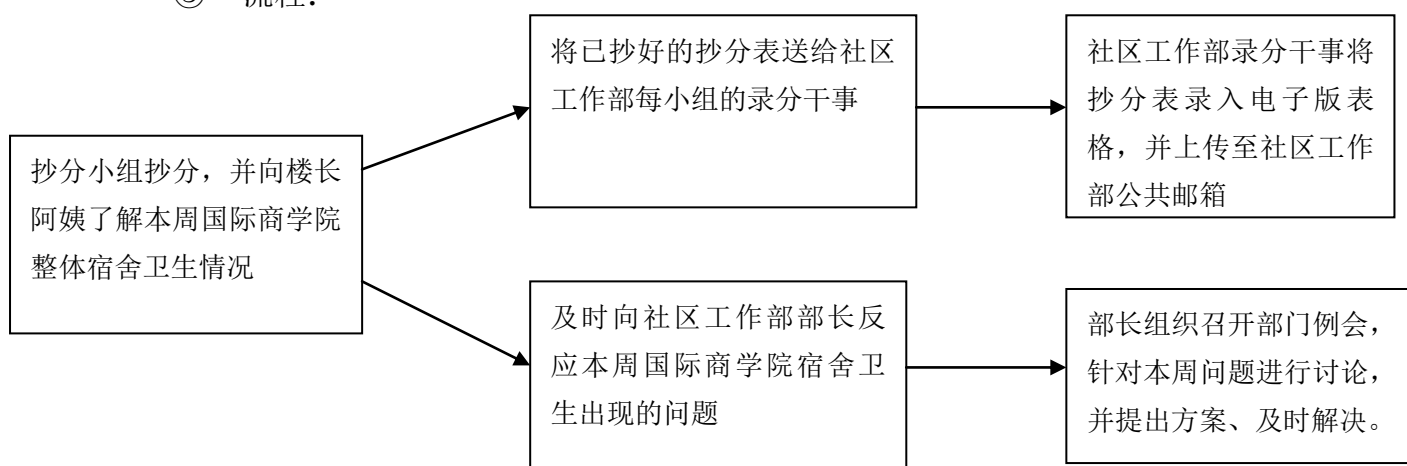 流程：
将已抄好的抄分表送给社区
工作部每小组的录分干事
社区工作部录分干事将
抄分表录入电子版表
格，并上传至社区工作
部公共邮箱
抄分小组抄分，并向楼长
阿姨了解本周国际商学院
整体宿舍卫生情况
及时向社区工作部部长反
应本周国际商学院宿舍卫
生出现的问题
部长组织召开部门例会，
针对本周问题进行讨论，
并提出方案、及时解决。